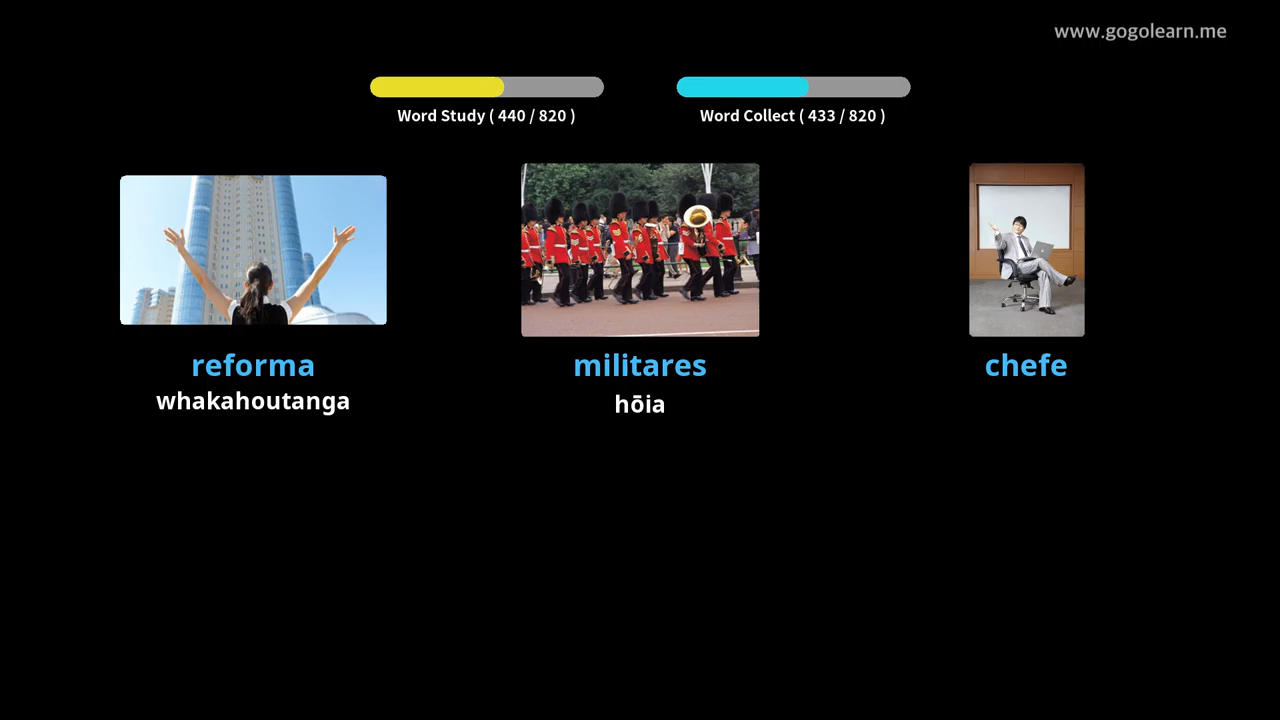 www.gogolearn.me
Word Study ( 440 / 820 )
Word Collect ( 433 / 820 )
reforma
whakahoutanga
militares
hōia
chefe